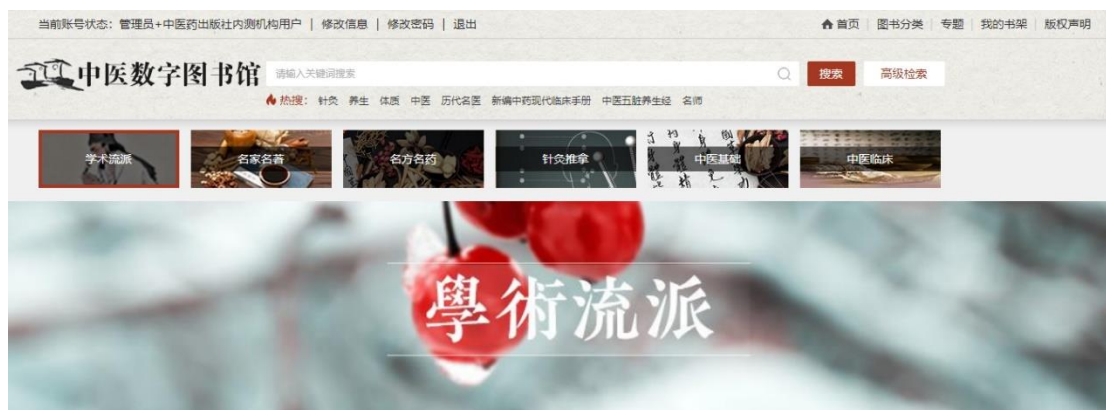 当前账号状态：管理员+中医药出版社内测机构用户 | 修改信息 | 修改密码 | 退出
首页 | 图书分类 | 专题 | 我的书架 | 版权声明
中医数字图书馆
请输入关键词搜索
搜索
高级检索
热搜： 针灸 养生 体质 中医 历代名医 新编中药现代临床手册 中医五脏养生经 名师
学术流派
名家名著
名方名药
针灸推拿
中医基础
中医临床
學術流派